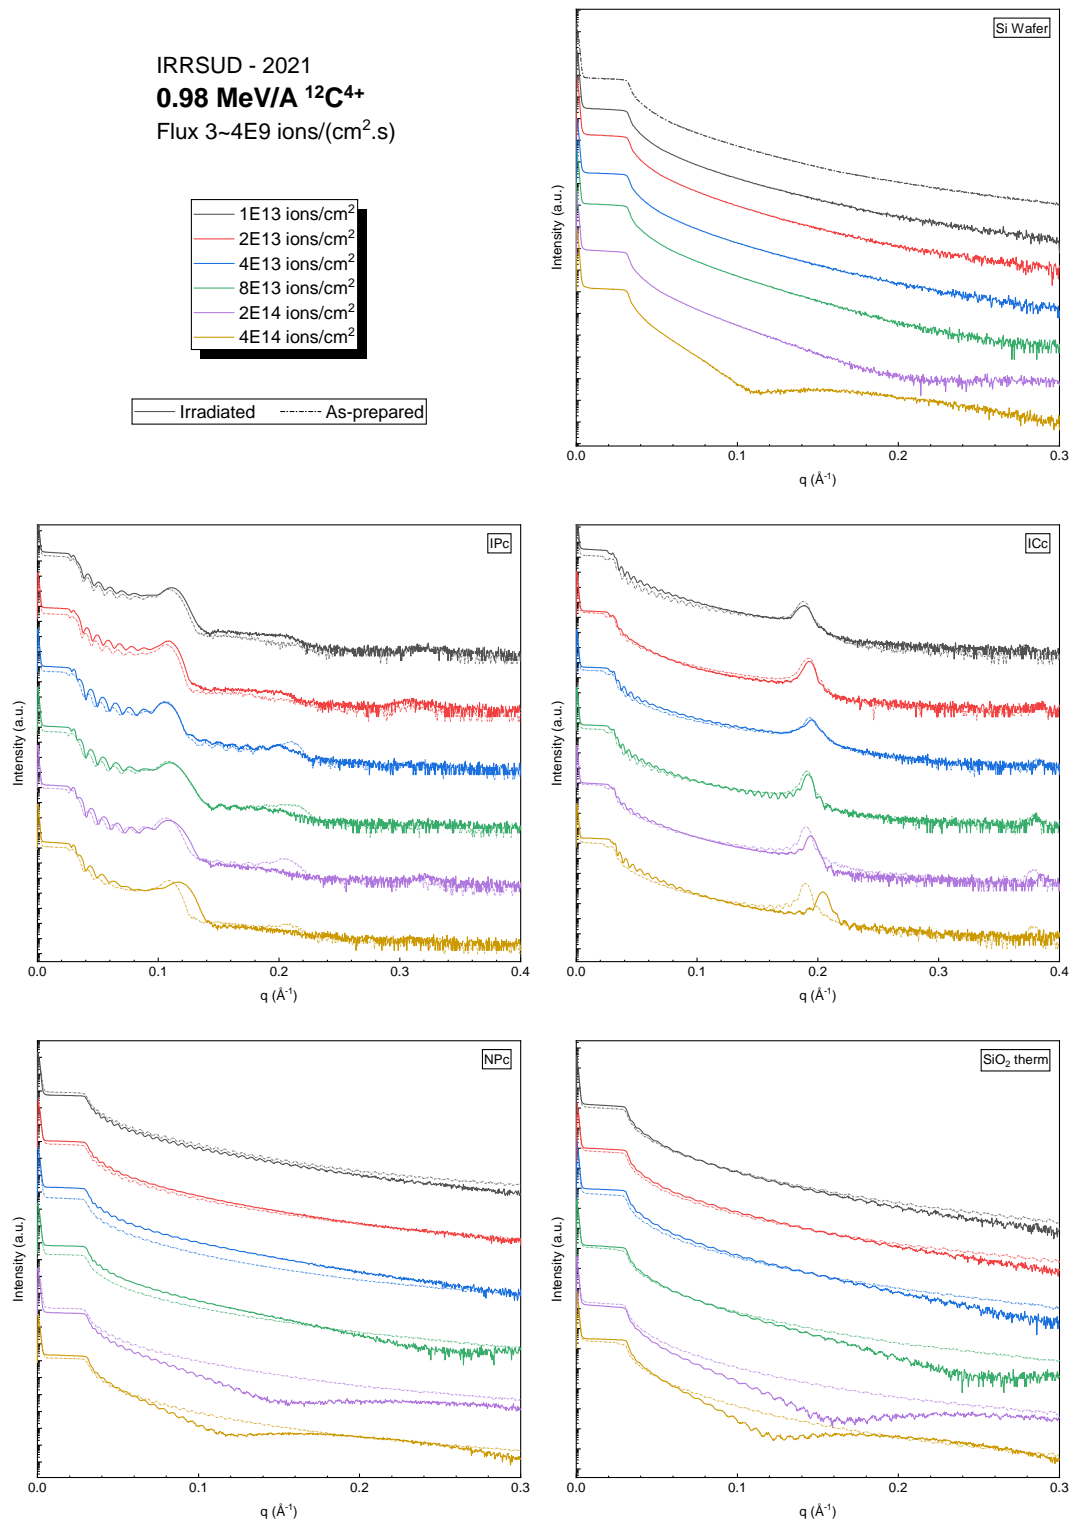 IRRSUD - 2021
0.98 MeV/A ¹²C⁴⁺
Flux 3~4E9 ions/(cm².s)
1E13 ions/cm²
2E13 ions/cm²
4E13 ions/cm²
8E13 ions/cm²
2E14 ions/cm²
4E14 ions/cm²
Irradiated As-prepared
Si Wafer
Intensity (a.u.)
0.0 0.1 0.2 0.3
q (Å⁻¹)
IPc
Intensity (a.u.)
0.0 0.1 0.2 0.3 0.4
q (Å⁻¹)
ICc
Intensity (a.u.)
0.0 0.1 0.2 0.3 0.4
q (Å⁻¹)
NPc
Intensity (a.u.)
0.0 0.1 0.2 0.3
q (Å⁻¹)
SiO₂ therm
Intensity (a.u.)
0.0 0.1 0.2 0.3
q (Å⁻¹)